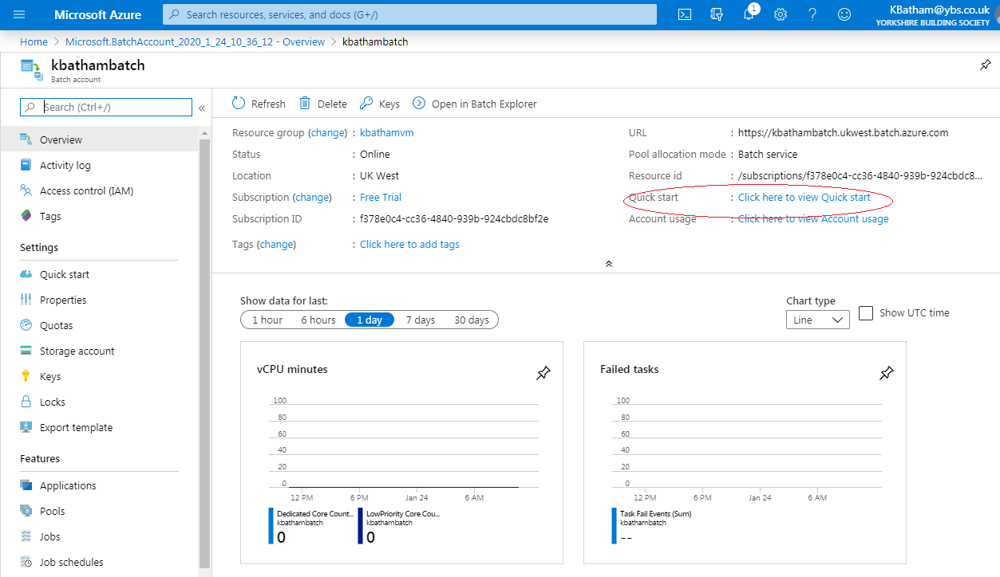 Microsoft Azure
Search resources, services, and docs (G+/)
1
KBatham@ybs.co.uk
YORKSHIRE BUILDING SOCIETY
Home > Microsoft.BatchAccount_2020_1_24_10_36_12 - Overview > kbathambatch
kbathambatch
Batch account
Search (Ctrl+/)
«
Overview
Activity log
Access control (IAM)
Tags
Settings
Quick start
Properties
Quotas
Storage account
Keys
Locks
Export template
Features
Applications
Pools
Jobs
Job schedules
Refresh
Delete
Keys
Open in Batch Explorer
Resource group (change) : kbathamvm
Status : Online
Location : UK West
Subscription (change) : Free Trial
Subscription ID : f378e0c4-cc36-4840-939b-924cbdc8bf2e
Tags (change) : Click here to add tags
URL : https://kbathambatch.ukwest.batch.azure.com
Pool allocation mode : Batch service
Resource id : /subscriptions/f378e0c4-cc36-4840-939b-924cbdc8...
Quick start : Click here to view Quick start
Account usage : Click here to view Account usage
Show data for last:
1 hour 6 hours 1 day 7 days 30 days
Chart type
Line
Show UTC time
vCPU minutes
100
80
60
40
20
0
12 PM 6 PM Jan 24 6 AM
Dedicated Core Count...
kbathambatch
0
LowPriority Core Cou...
kbathambatch
0
Failed tasks
100
80
60
40
20
0
12 PM 6 PM Jan 24 6 AM
Task Fail Events (Sum)
kbathambatch
--